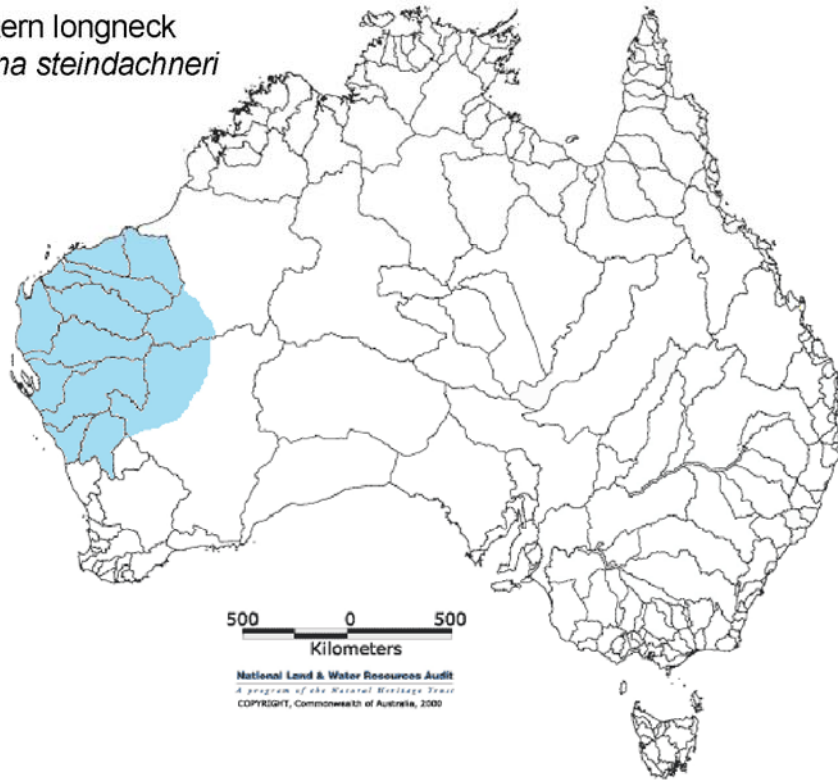 ern longneck
na steindachneri
500 0 500
Kilometers
National Land & Water Resources Audit
A program of the Natural Heritage Trust
COPYRIGHT, Commonwealth of Australia, 2000